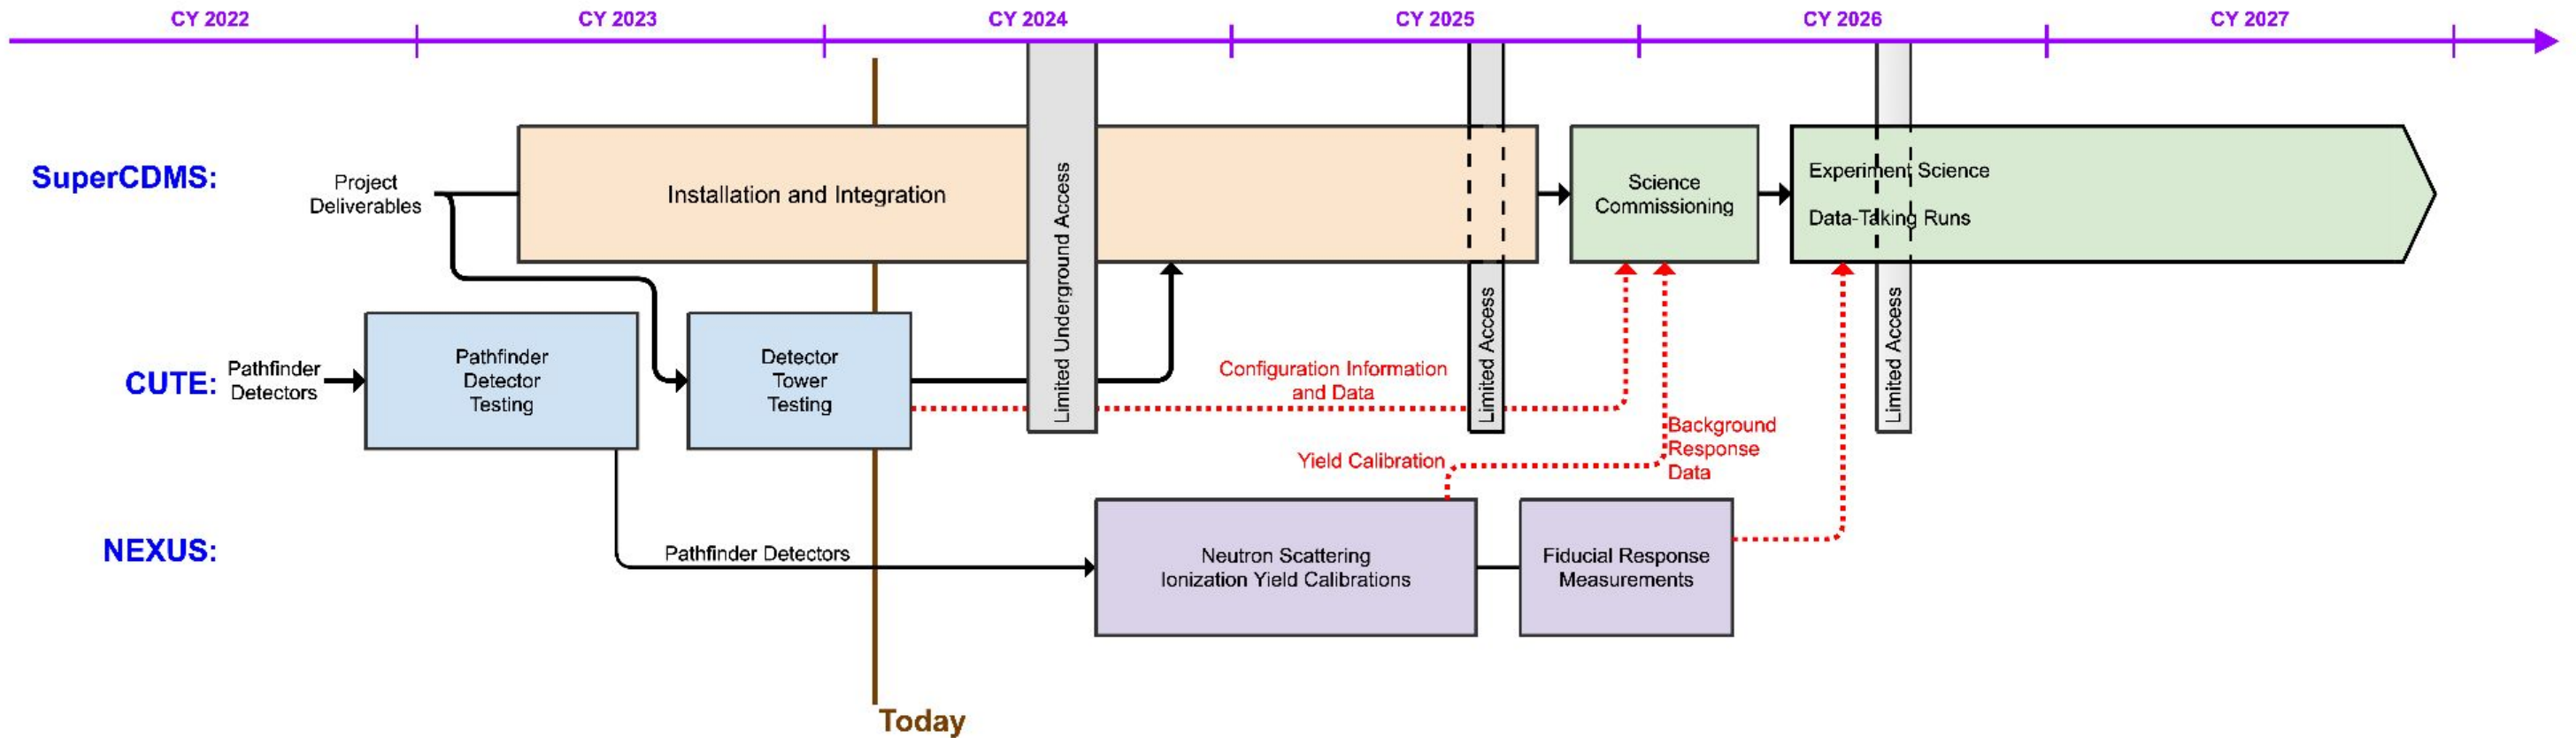 CY 2022
CY 2023
CY 2024
CY 2025
CY 2026
CY 2027
SuperCDMS:
Project
Deliverables
Installation and Integration
Limited Underground Access
Limited Access
Science
Commissioning
Experiment Science
Data-Taking Runs
Limited Access
CUTE:
Pathfinder
Detectors
Pathfinder
Detector
Testing
Detector
Tower
Testing
Configuration Information
and Data
Yield Calibration
Background
Response
Data
NEXUS:
Pathfinder Detectors
Neutron Scattering
Ionization Yield Calibrations
Fiducial Response
Measurements
Today